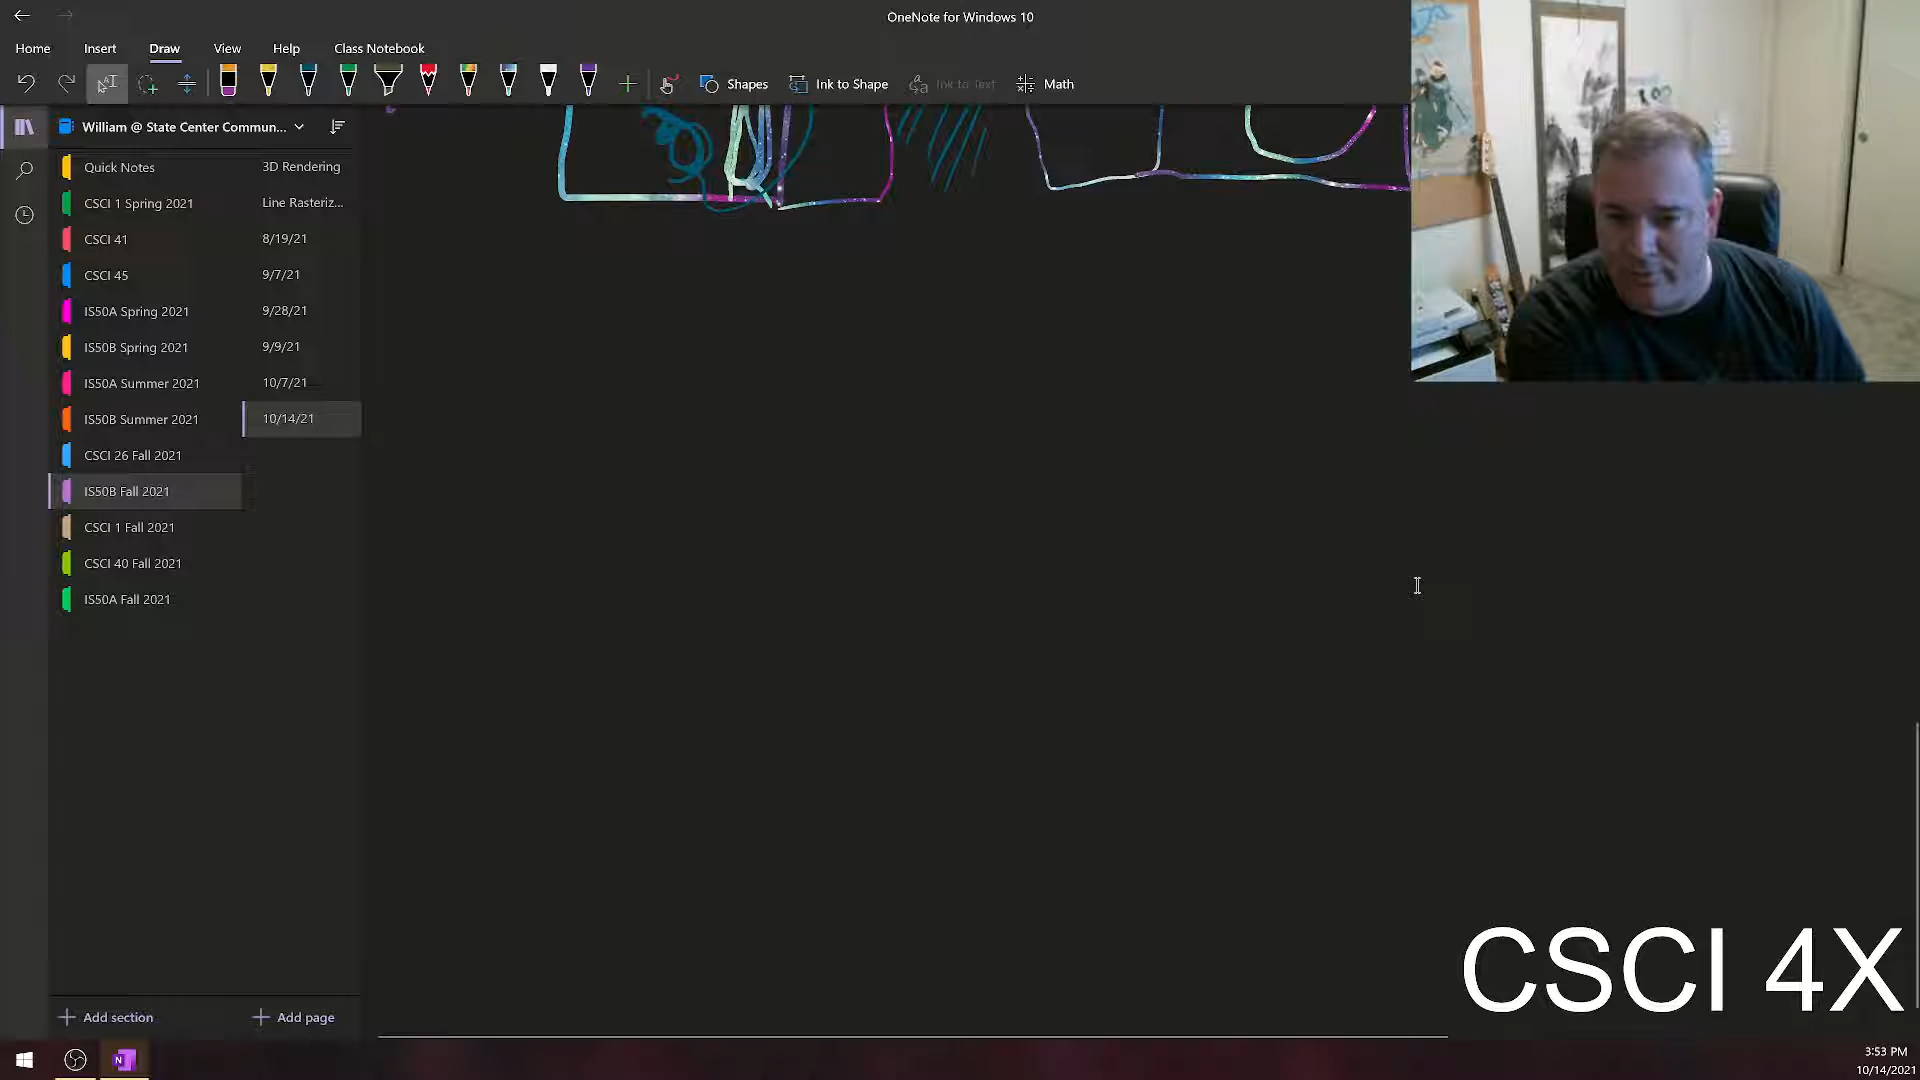 OneNote for Windows 10
Home Insert Draw View Help Class Notebook
Shapes Ink to Shape Ink to Text Math
William @ State Center Commun...
Quick Notes
CSCI 1 Spring 2021
CSCI 41
CSCI 45
IS50A Spring 2021
IS50B Spring 2021
IS50A Summer 2021
IS50B Summer 2021
CSCI 26 Fall 2021
IS50B Fall 2021
CSCI 1 Fall 2021
CSCI 40 Fall 2021
IS50A Fall 2021
3D Rendering
Line Rasteriz...
8/19/21
9/7/21
9/28/21
9/9/21
10/7/21
10/14/21
Add section
Add page
CSCI 4X
3:53 PM
10/14/2021